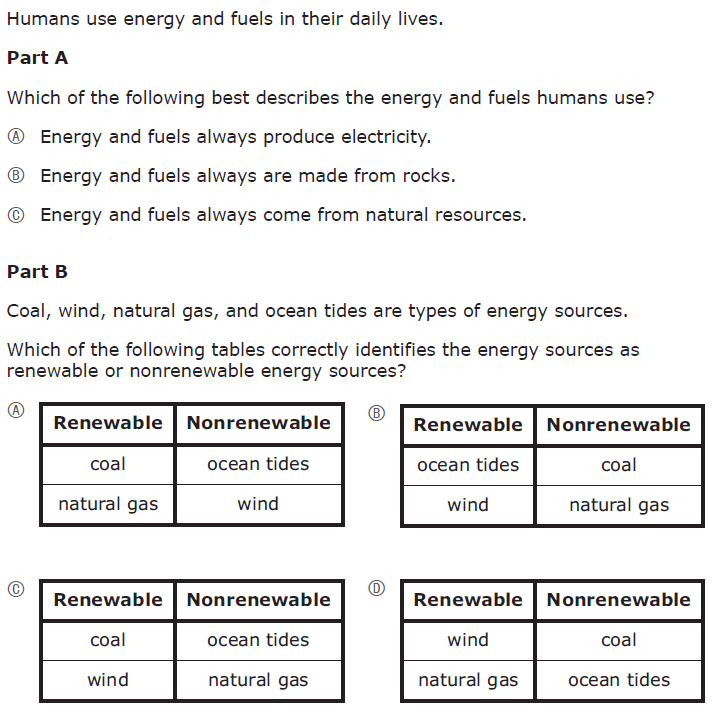 Humans use energy and fuels in their daily lives.
Part A
Which of the following best describes the energy and fuels humans use?
Ⓐ Energy and fuels always produce electricity.
Ⓑ Energy and fuels always are made from rocks.
Ⓒ Energy and fuels always come from natural resources.
Part B
Coal, wind, natural gas, and ocean tides are types of energy sources.
Which of the following tables correctly identifies the energy sources as
renewable or nonrenewable energy sources?
Ⓐ
Renewable Nonrenewable
coal ocean tides
natural gas wind
Ⓑ
Renewable Nonrenewable
ocean tides coal
wind natural gas
Ⓒ
Renewable Nonrenewable
coal ocean tides
wind natural gas
Ⓓ
Renewable Nonrenewable
wind coal
natural gas ocean tides